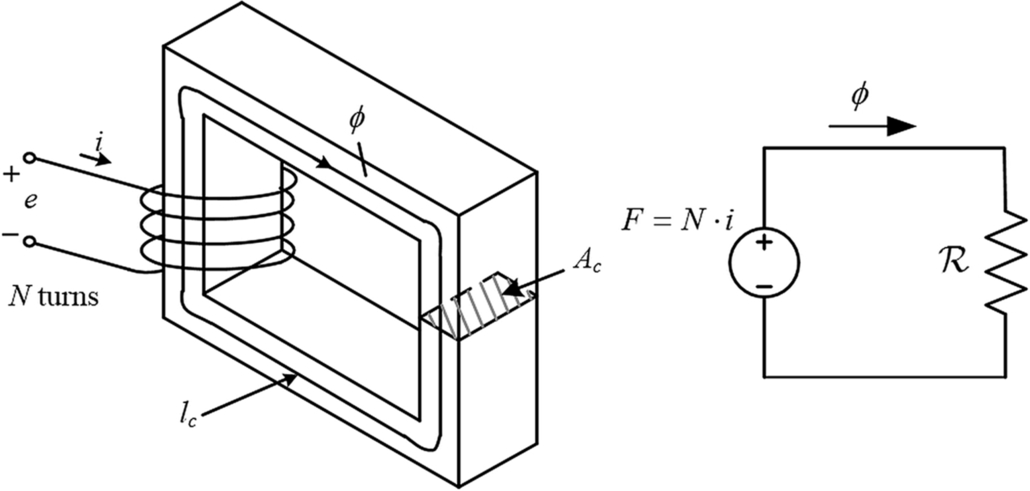 ϕ
i
+
e
−
N turns
A_c
l_c
ϕ
F = N · i
+
−
ℛ